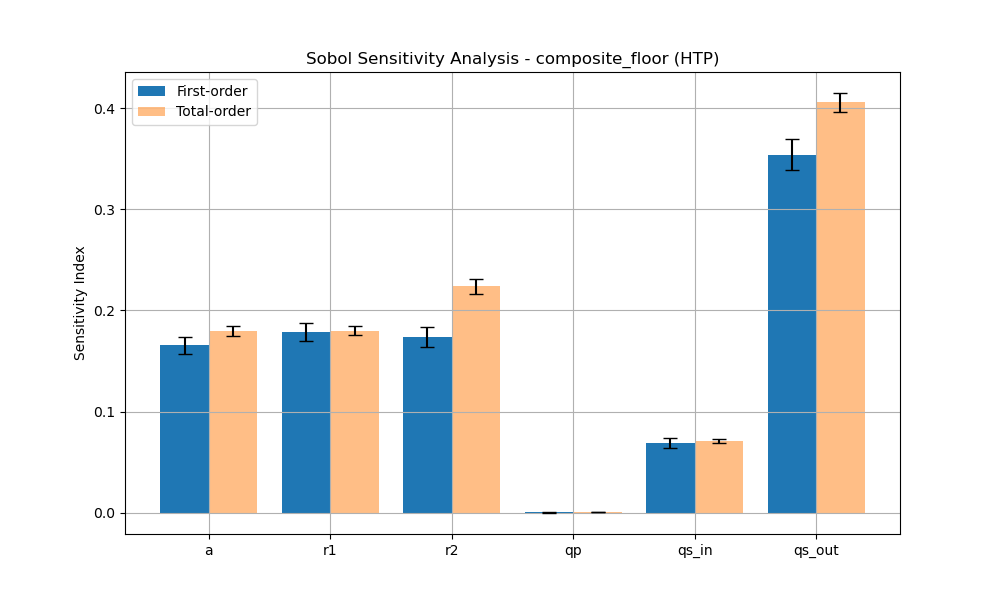 Sobol Sensitivity Analysis - composite_floor (HTP)
First-order
Total-order
Sensitivity Index
0.4
0.3
0.2
0.1
0.0
a r1 r2 qp qs_in qs_out